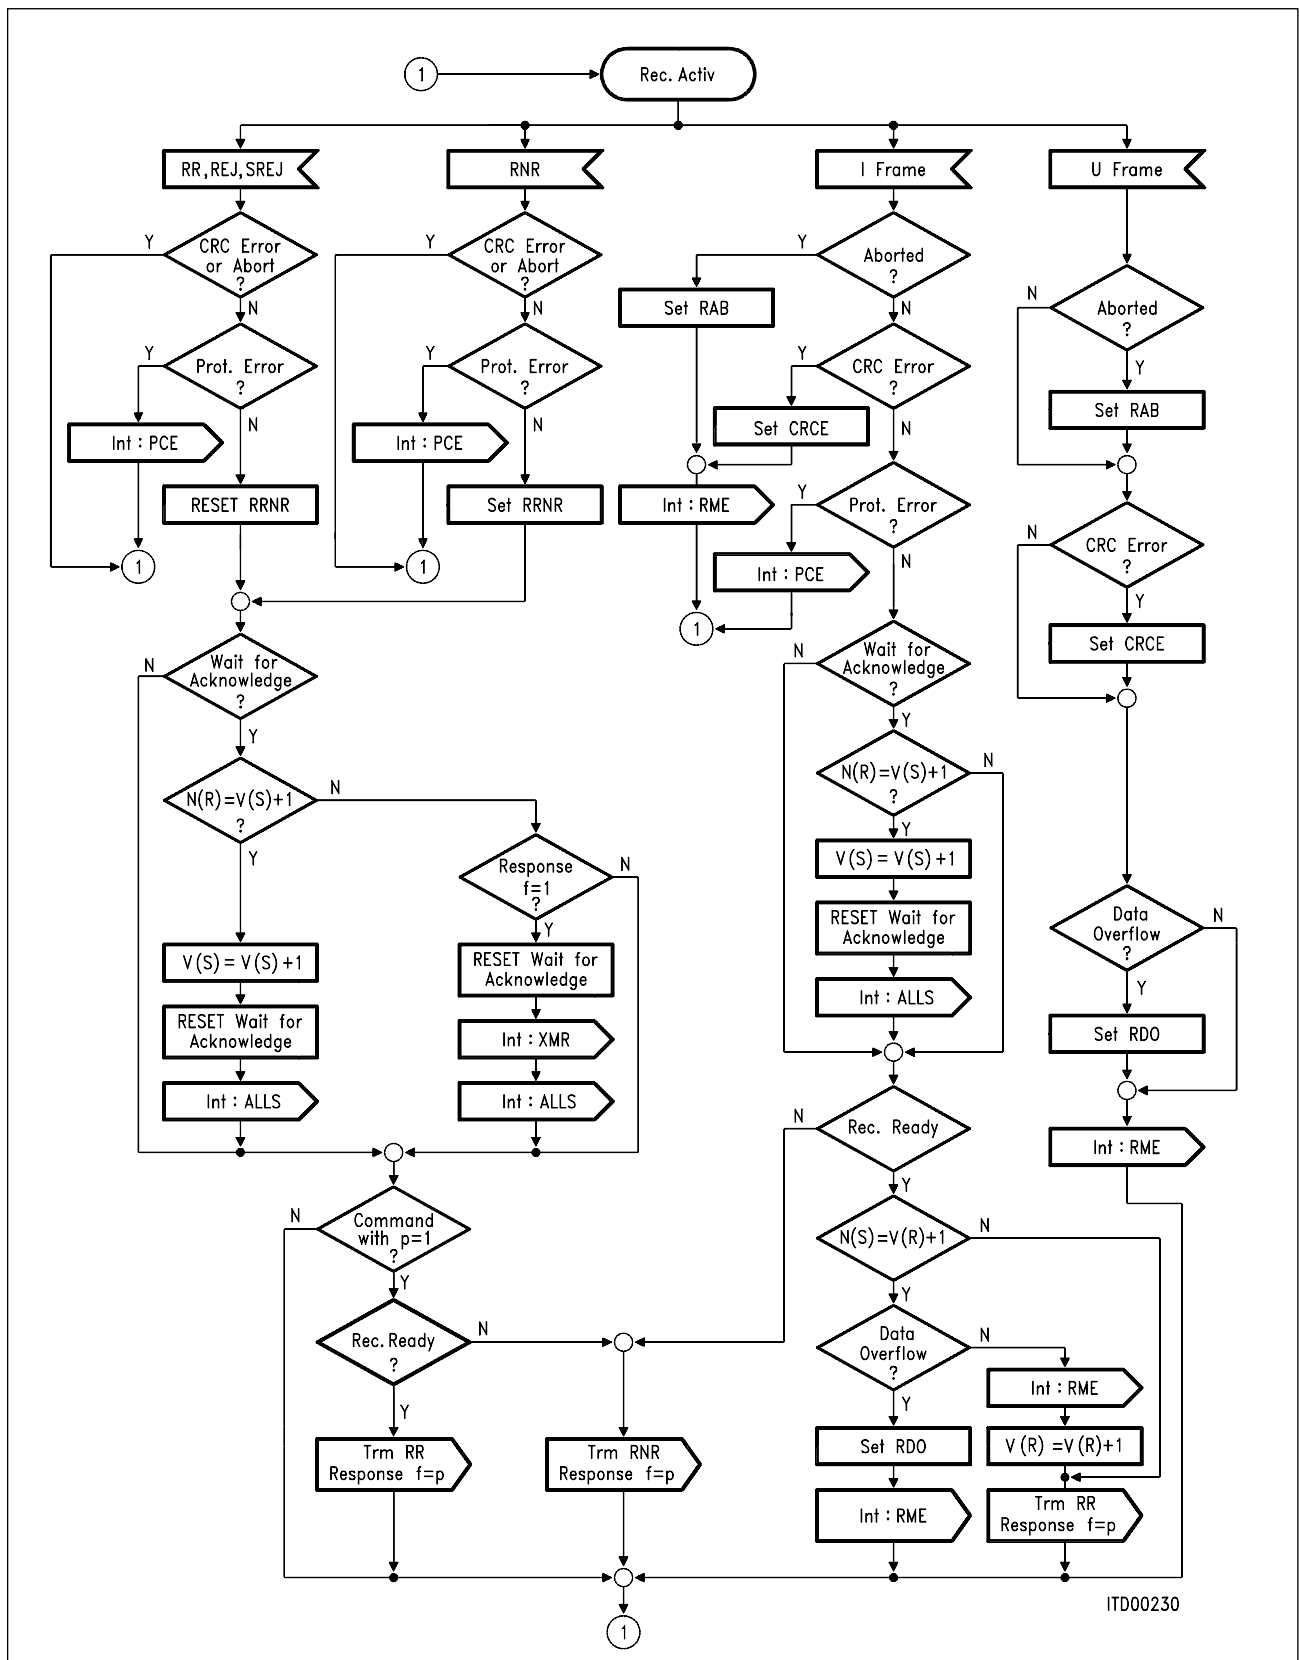 1
Rec. Activ
RR, REJ, SREJ
RNR
I Frame
U Frame
Y
CRC Error
or Abort
?
N
Y
CRC Error
or Abort
?
N
Y
Aborted
?
N
Set RAB
N
Aborted
?
Y
Set RAB
Y
Prot. Error
?
N
Int : PCE
RESET RRNR
1
Y
Prot. Error
?
N
Int : PCE
Set RRNR
1
Y
CRC Error
?
N
Set CRCE
Int : RME
Y
Prot. Error
?
N
Int : PCE
1
N
CRC Error
?
Y
Set CRCE
N
Wait for
Acknowledge
?
Y
N(R)=V(S)+1
?
N
Y
Response
f=1
?
N
Y
V(S)=V(S)+1
RESET Wait for
Acknowledge
Int : ALLS
RESET Wait for
Acknowledge
Int : XMR
Int : ALLS
N
Wait for
Acknowledge
?
Y
N(R)=V(S)+1
?
N
Y
V(S)=V(S)+1
RESET Wait for
Acknowledge
Int : ALLS
Data
Overflow
?
N
Y
Set RDO
Int : RME
N
Rec. Ready
Y
N
Command
with p=1
?
Y
N(S)=V(R)+1
N
Y
Rec. Ready
?
N
Y
Data
Overflow
?
N
Y
Int : RME
V(R)=V(R)+1
Trm RR
Response f=p
Trm RNR
Response f=p
Set RDO
Int : RME
Trm RR
Response f=p
1
ITD00230